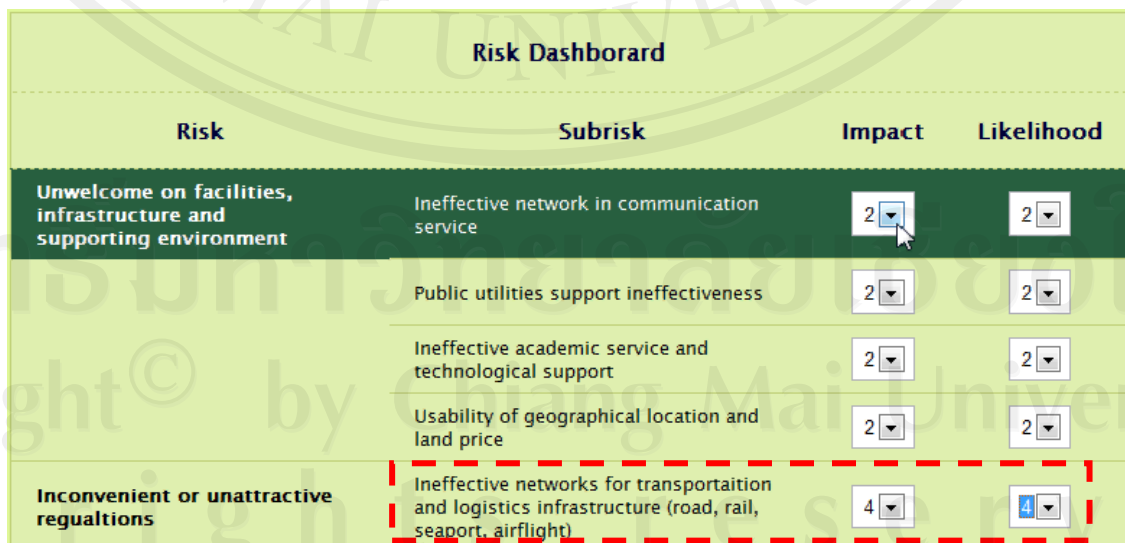 Risk Dashborard
Risk Subrisk Impact Likelihood
Unwelcome on facilities,
infrastructure and
supporting environment
Ineffective network in communication
service
2 2
Public utilities support ineffectiveness
2 2
Ineffective academic service and
technological support
2 2
Usability of geographical location and
land price
2 2
Inconvenient or unattractive
regualtions
Ineffective networks for transportaition
and logistics infrastructure (road, rail,
seaport, airflight)
4 4
by Chiang Mai